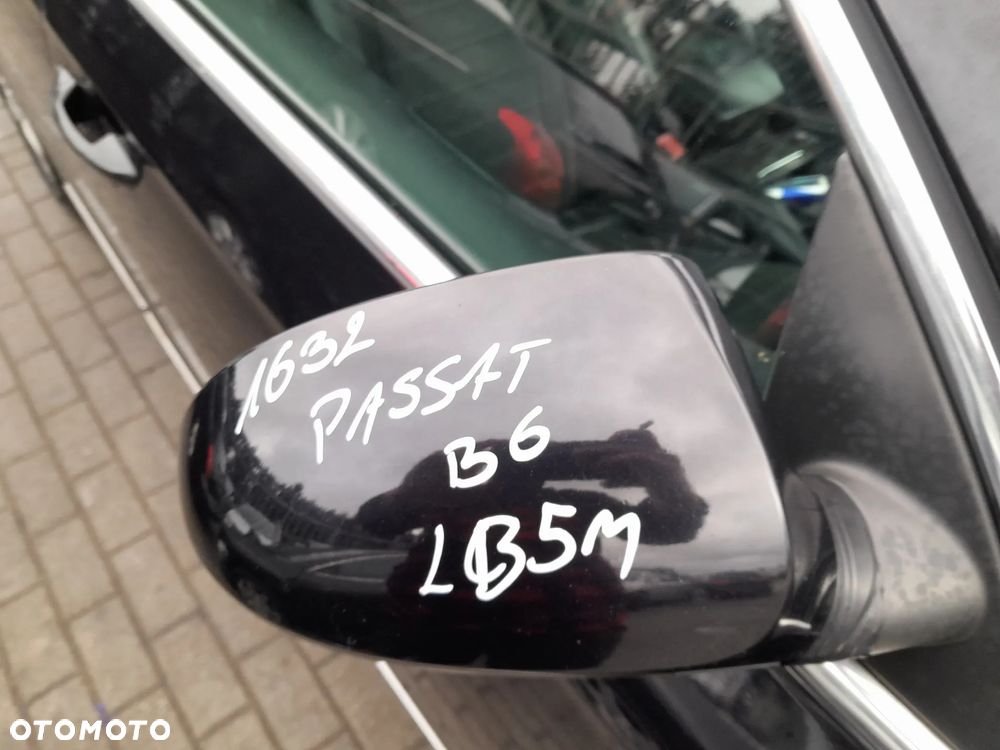 1632
PASSAT
B6
LB5M
OTOMOTO